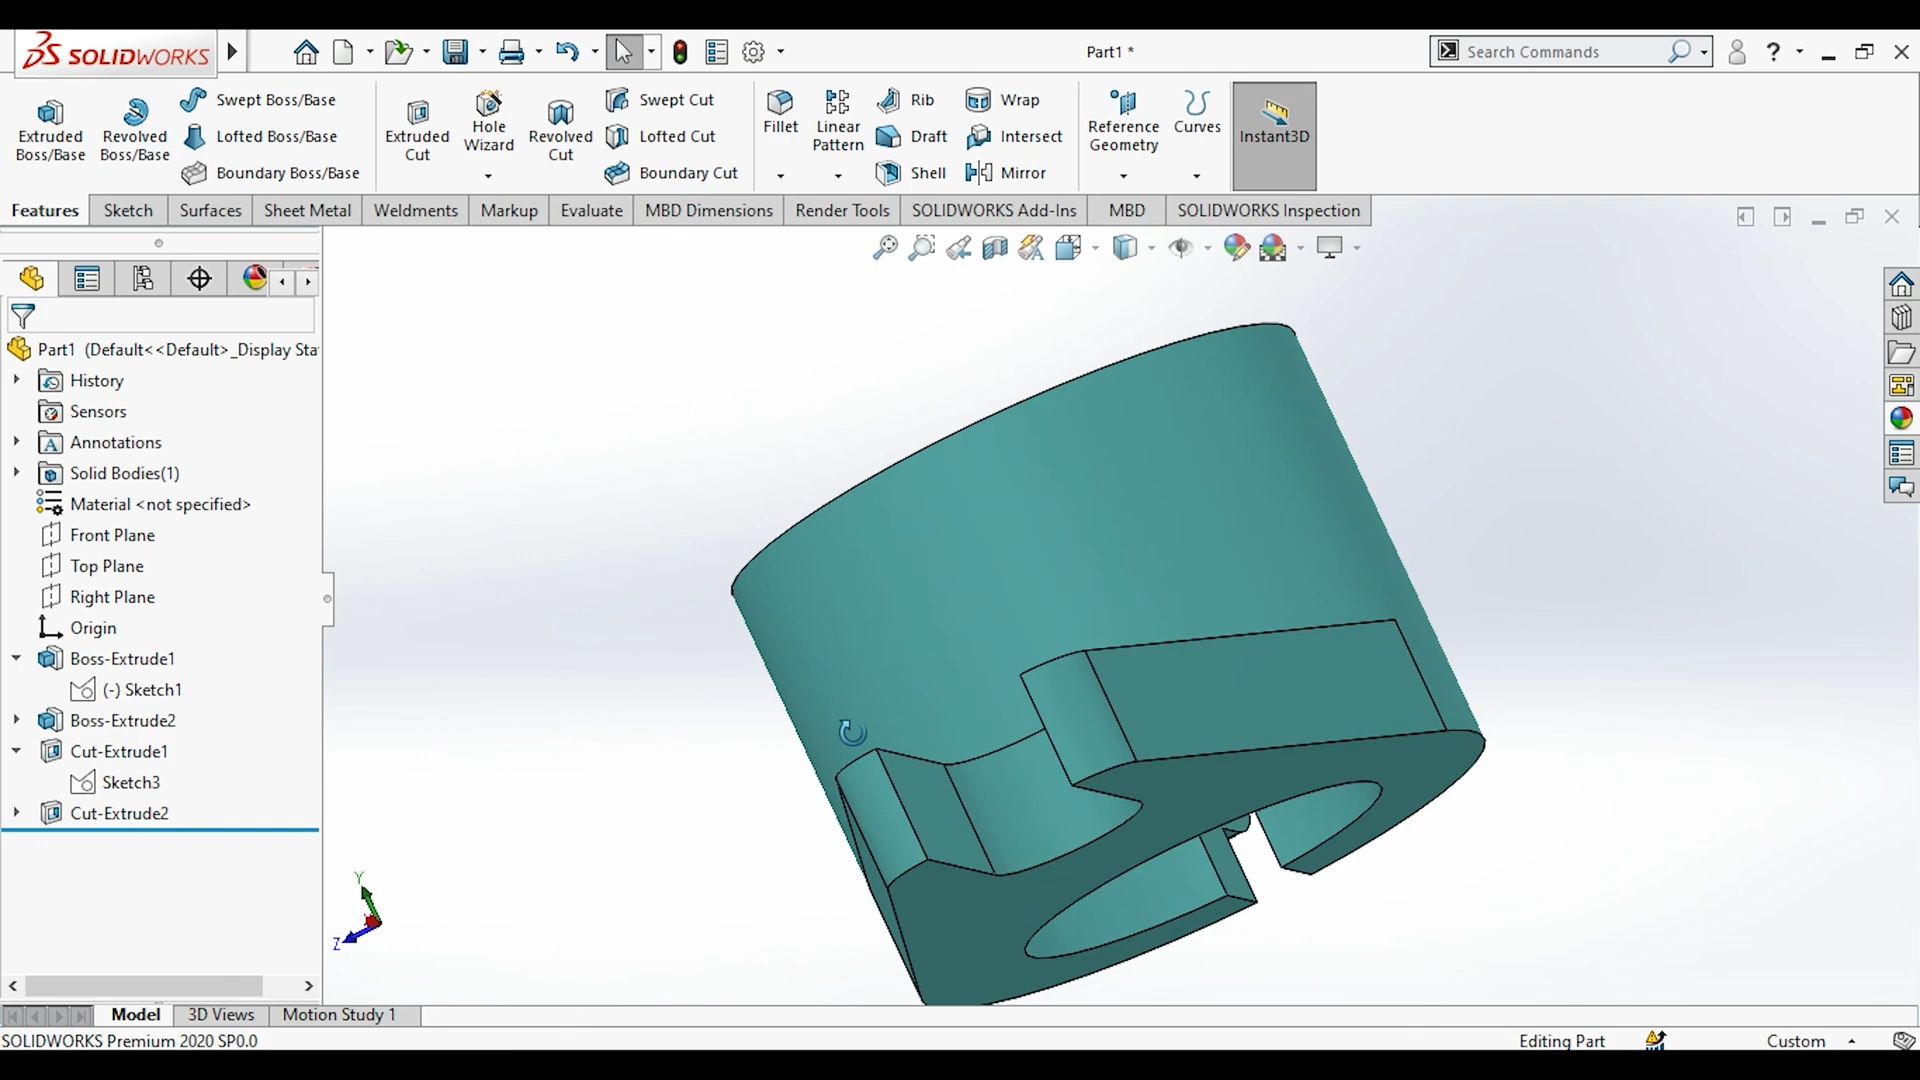 SOLIDWORKS
Part1 *
Search Commands
?
Extruded Boss/Base
Revolved Boss/Base
Swept Boss/Base
Lofted Boss/Base
Boundary Boss/Base
Extruded Cut
Hole Wizard
Revolved Cut
Swept Cut
Lofted Cut
Boundary Cut
Fillet
Linear Pattern
Rib
Draft
Shell
Wrap
Intersect
Mirror
Reference Geometry
Curves
Instant3D
Features
Sketch
Surfaces
Sheet Metal
Weldments
Markup
Evaluate
MBD Dimensions
Render Tools
SOLIDWORKS Add-Ins
MBD
SOLIDWORKS Inspection
Part1 (Default<<Default>_Display Sta
History
Sensors
Annotations
Solid Bodies(1)
Material <not specified>
Front Plane
Top Plane
Right Plane
Origin
Boss-Extrude1
(-) Sketch1
Boss-Extrude2
Cut-Extrude1
Sketch3
Cut-Extrude2
Y
Z
Model
3D Views
Motion Study 1
SOLIDWORKS Premium 2020 SP0.0
Editing Part
Custom